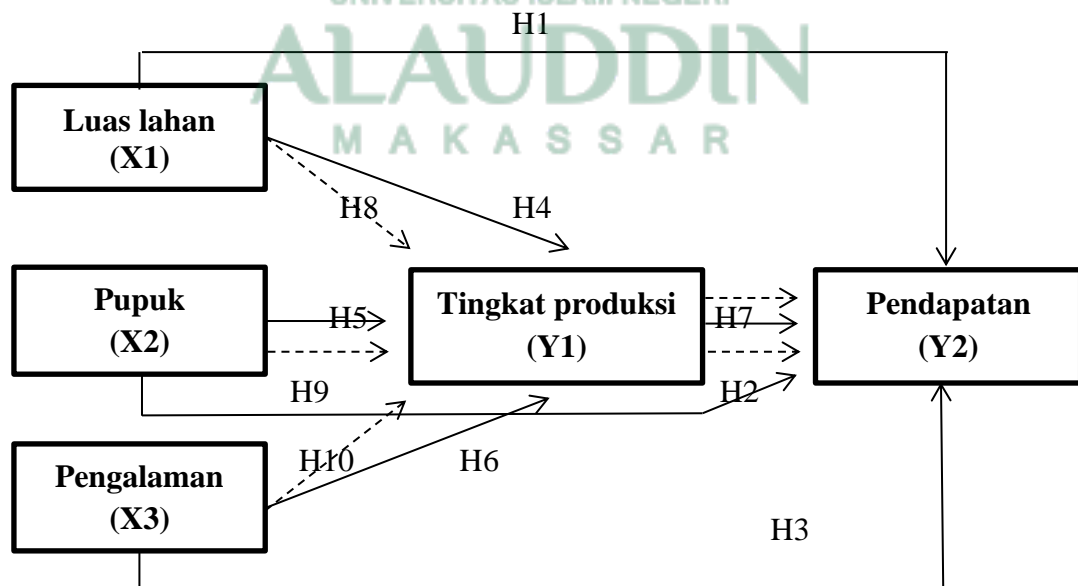 UNIVERSITAS ISLAM NEGERI
H1
ALAUDDIN
MAKASSAR
Luas lahan
(X1)
H8
H4
Pupuk
(X2)
H5
Tingkat produksi
(Y1)
H7
Pendapatan
(Y2)
H9
H2
H10
H6
Pengalaman
(X3)
H3